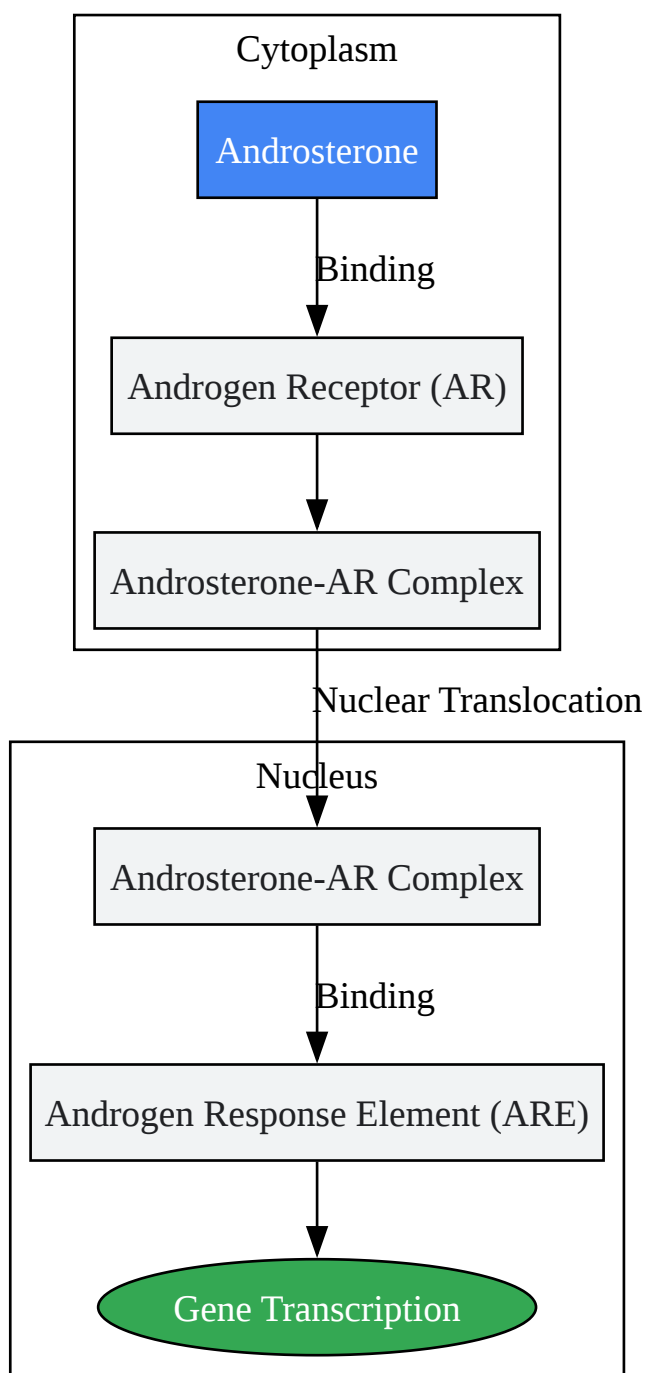 Cytoplasm
Androsterone
Binding
Androgen Receptor (AR)
Androsterone-AR Complex
Nuclear Translocation
Nucleus
Androsterone-AR Complex
Binding
Androgen Response Element (ARE)
Gene Transcription